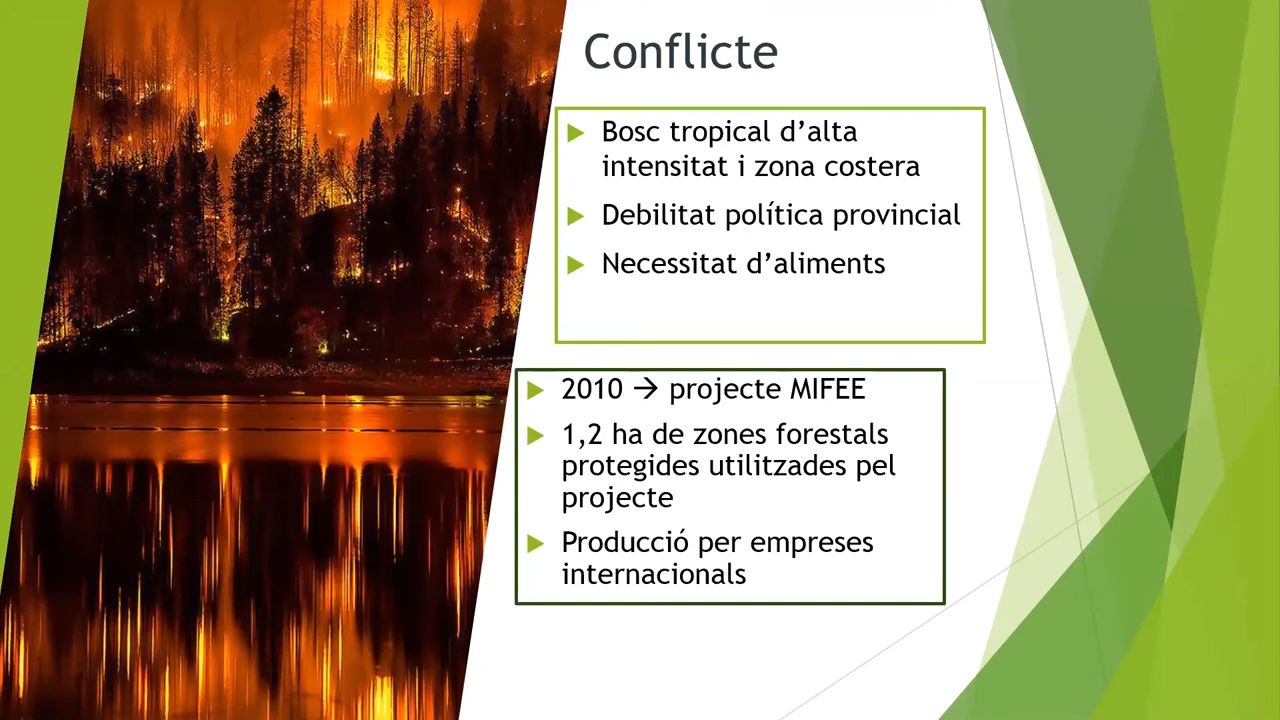 Conflicte
Bosc tropical d’alta
intensitat i zona costera
Debilitat política provincial
Necessitat d’aliments
2010 → projecte MIFEE
1,2 ha de zones forestals
protegides utilitzades pel
projecte
Producció per empreses
internacionals